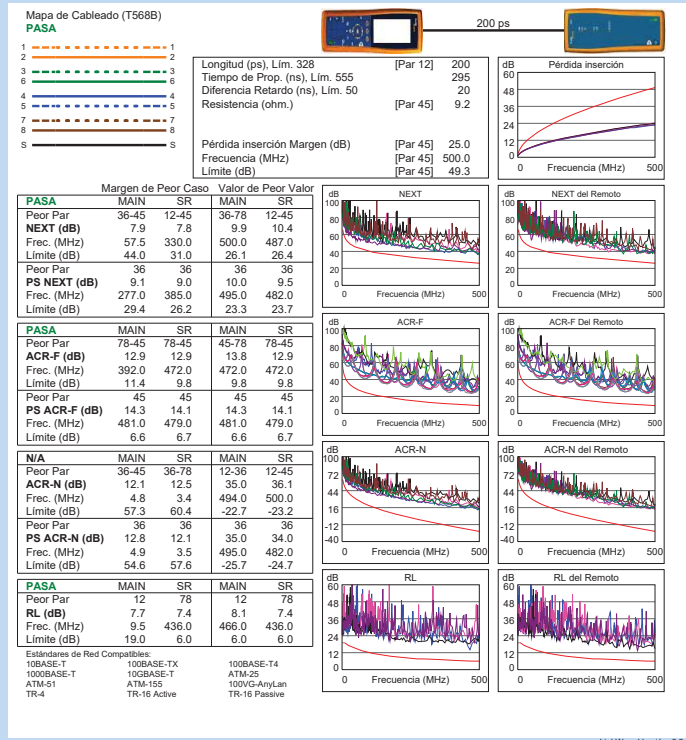 Mapa de Cableado (T568B)
PASA
1 1
2 2
3 3
6 6
4 4
5 5
7 7
8 8
S S
200 ps
Longitud (ps), Lím. 328 [Par 12] 200
Tiempo de Prop. (ns), Lím. 555 295
Diferencia Retardo (ns), Lím. 50 20
Resistencia (ohm.) [Par 45] 9.2
Pérdida inserción Margen (dB) [Par 45] 25.0
Frecuencia (MHz) [Par 45] 500.0
Límite (dB) [Par 45] 49.3
dB Pérdida inserción
60
48
36
24
12
0
0 Frecuencia (MHz) 500
Margen de Peor Caso Valor de Peor Valor
PASA MAIN SR MAIN SR
Peor Par 36-45 12-45 36-78 12-45
NEXT (dB) 7.9 7.8 9.9 10.4
Frec. (MHz) 57.5 330.0 500.0 487.0
Límite (dB) 44.0 31.0 26.1 26.4
Peor Par 36 36 36 36
PS NEXT (dB) 9.1 9.0 10.0 9.5
Frec. (MHz) 277.0 385.0 495.0 482.0
Límite (dB) 29.4 26.2 23.3 23.7
PASA MAIN SR MAIN SR
Peor Par 78-45 78-45 45-78 78-45
ACR-F (dB) 12.9 12.9 13.8 12.9
Frec. (MHz) 392.0 472.0 472.0 472.0
Límite (dB) 11.4 9.8 9.8 9.8
Peor Par 45 45 45 45
PS ACR-F (dB) 14.3 14.1 14.3 14.1
Frec. (MHz) 481.0 479.0 481.0 479.0
Límite (dB) 6.6 6.7 6.6 6.7
N/A MAIN SR MAIN SR
Peor Par 36-45 36-78 12-36 12-45
ACR-N (dB) 12.1 12.5 35.0 36.1
Frec. (MHz) 4.8 3.4 494.0 500.0
Límite (dB) 57.3 60.4 -22.7 -23.2
Peor Par 36 36 36 36
PS ACR-N (dB) 12.8 12.1 35.0 34.0
Frec. (MHz) 4.9 3.5 495.0 482.0
Límite (dB) 54.6 57.6 -25.7 -24.7
PASA MAIN SR MAIN SR
Peor Par 12 78 12 78
RL (dB) 7.7 7.4 8.1 7.4
Frec. (MHz) 9.5 436.0 466.0 436.0
Límite (dB) 19.0 6.0 6.0 6.0
Estándares de Red Compatibles:
10BASE-T 100BASE-TX 100BASE-T4
1000BASE-T 10GBASE-T ATM-25
ATM-51 ATM-155 100VG-AnyLan
TR-4 TR-16 Active TR-16 Passive
dB NEXT
100
80
60
40
20
0
0 Frecuencia (MHz) 500
dB NEXT del Remoto
100
80
60
40
20
0
0 Frecuencia (MHz) 500
dB ACR-F
100
80
60
40
20
0
0 Frecuencia (MHz) 500
dB ACR-F Del Remoto
100
80
60
40
20
0
0 Frecuencia (MHz) 500
dB ACR-N
100
72
44
16
-12
-40
0 Frecuencia (MHz) 500
dB ACR-N del Remoto
100
72
44
16
-12
-40
0 Frecuencia (MHz) 500
dB RL
60
48
36
24
12
0
0 Frecuencia (MHz) 500
dB RL del Remoto
60
48
36
24
12
0
0 Frecuencia (MHz) 500